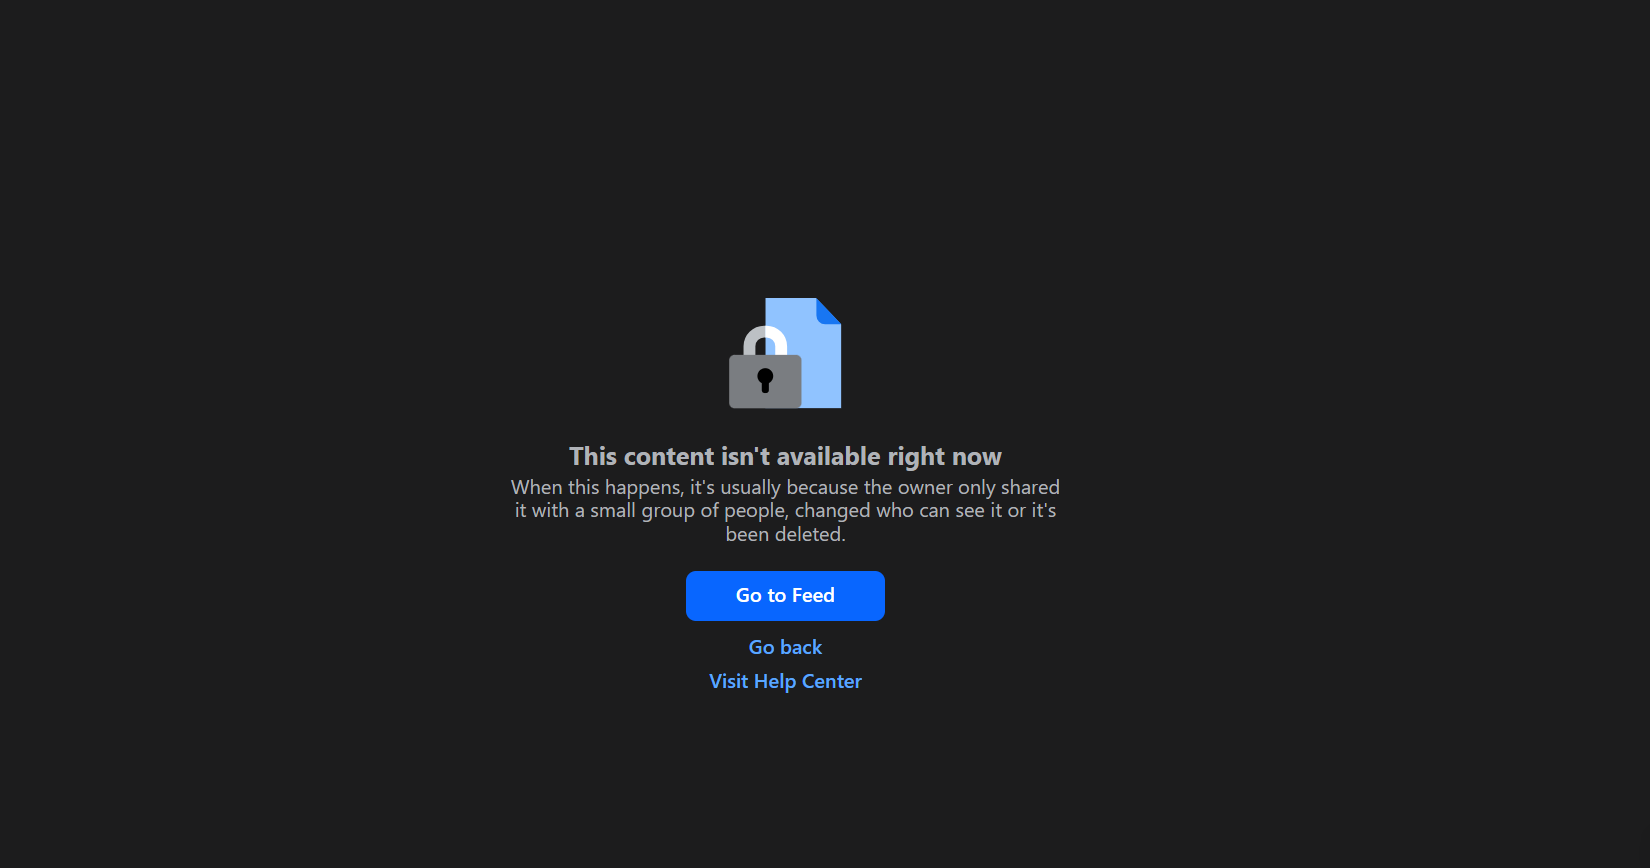 This content isn't available right now
When this happens, it's usually because the owner only shared
it with a small group of people, changed who can see it or it's
been deleted.
Go to Feed
Go back
Visit Help Center